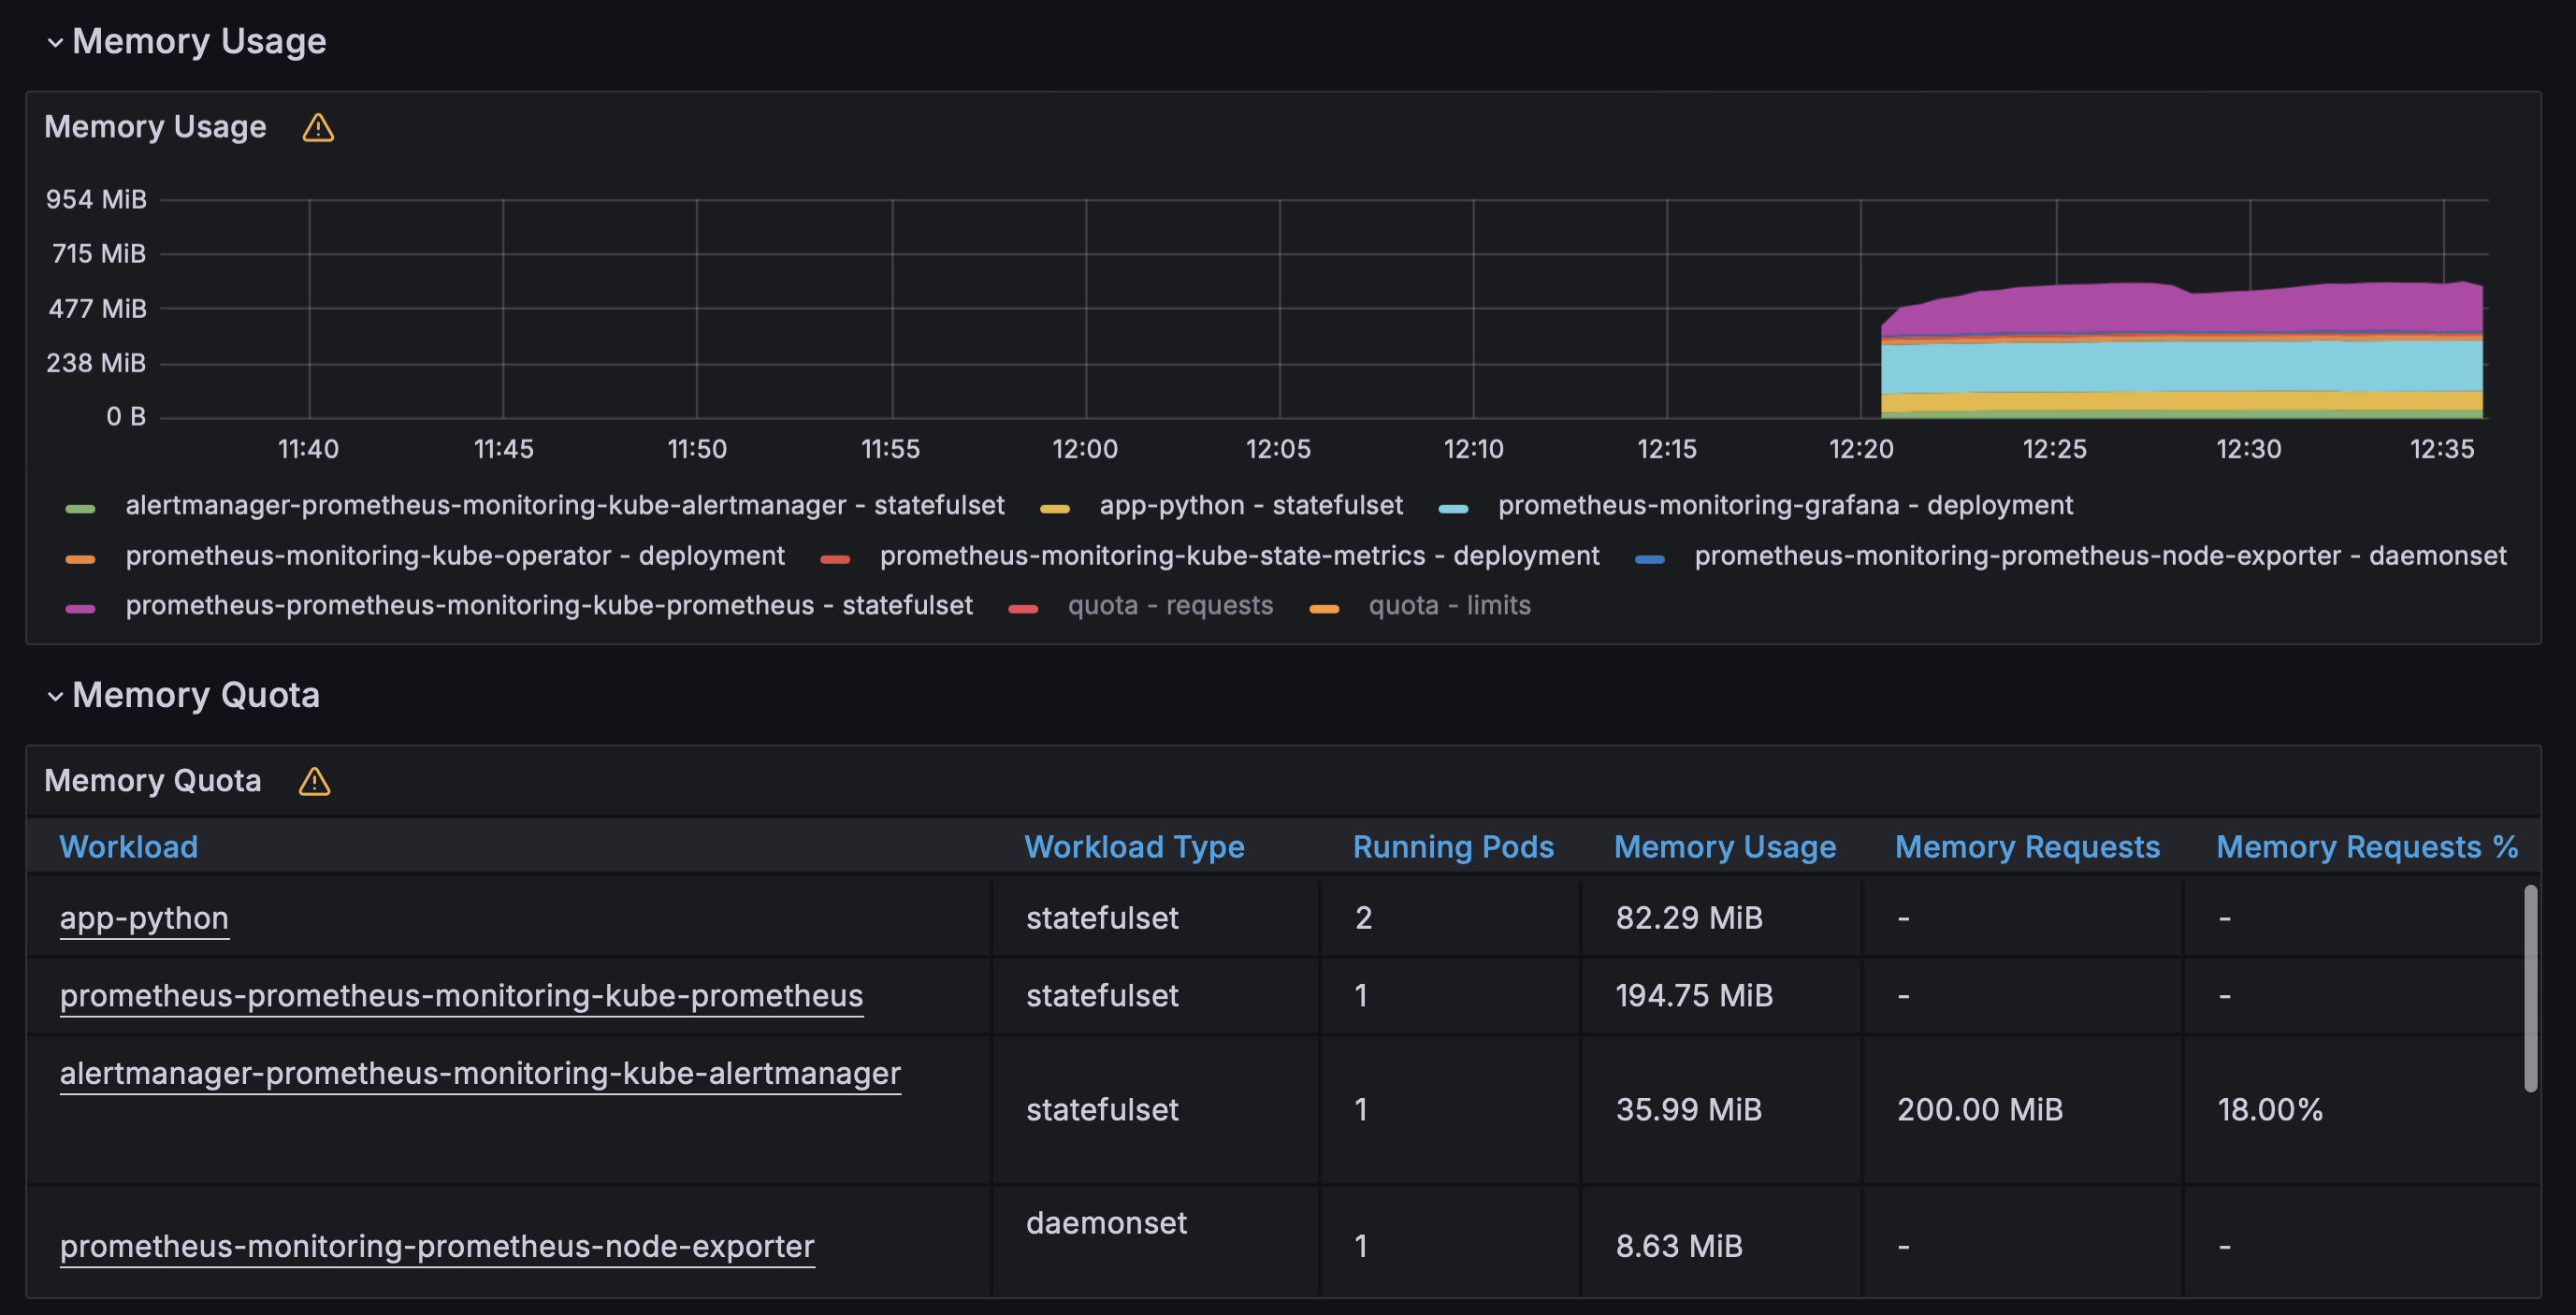 Memory Usage
Memory Usage
954 MiB
715 MiB
477 MiB
238 MiB
0 B
11:40 11:45 11:50 11:55 12:00 12:05 12:10 12:15 12:20 12:25 12:30 12:35
alertmanager-prometheus-monitoring-kube-alertmanager - statefulset app-python - statefulset prometheus-monitoring-grafana - deployment
prometheus-monitoring-kube-operator - deployment prometheus-monitoring-kube-state-metrics - deployment prometheus-monitoring-prometheus-node-exporter - daemonset
prometheus-prometheus-monitoring-kube-prometheus - statefulset quota - requests quota - limits
Memory Quota
Memory Quota
Workload Workload Type Running Pods Memory Usage Memory Requests Memory Requests %
app-python statefulset 2 82.29 MiB - -
prometheus-prometheus-monitoring-kube-prometheus statefulset 1 194.75 MiB - -
alertmanager-prometheus-monitoring-kube-alertmanager statefulset 1 35.99 MiB 200.00 MiB 18.00%
prometheus-monitoring-prometheus-node-exporter daemonset 1 8.63 MiB - -